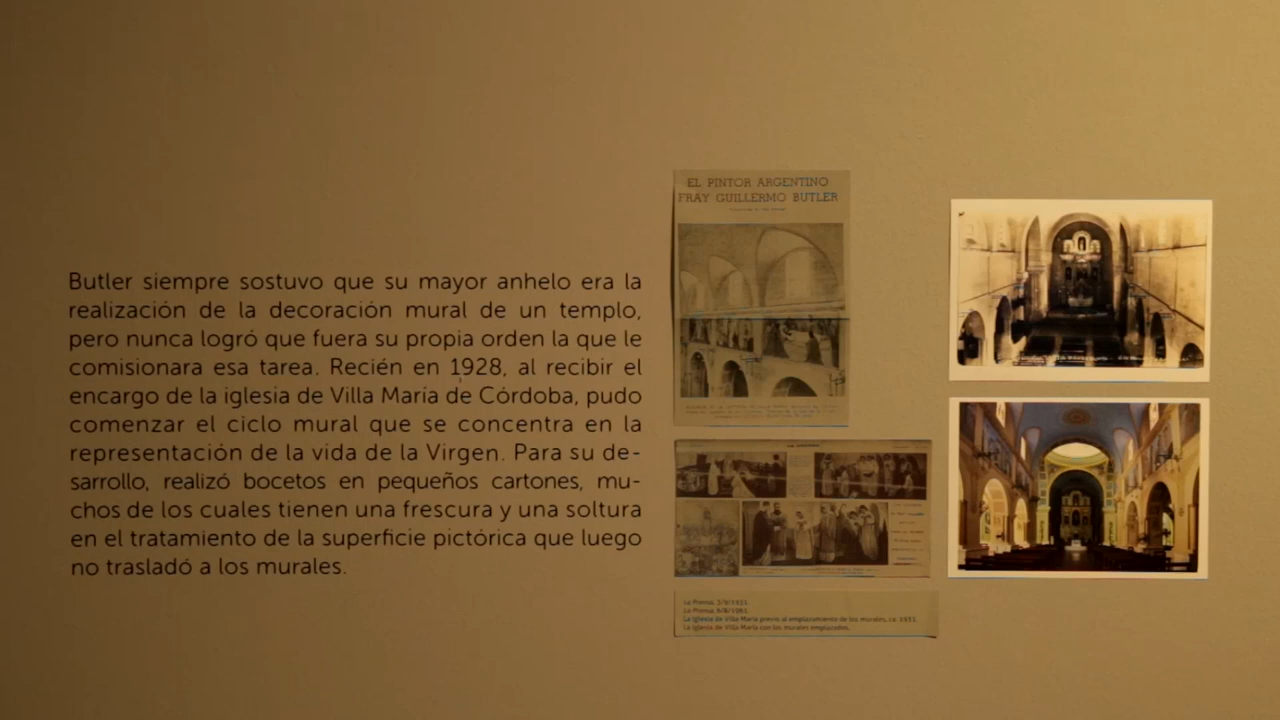 Butler siempre sostuvo que su mayor anhelo era la
realización de la decoración mural de un templo,
pero nunca logró que fuera su propia orden la que le
comisionara esa tarea. Recién en 1928, al recibir el
encargo de la iglesia de Villa María de Córdoba, pudo
comenzar el ciclo mural que se concentra en la
representación de la vida de la Virgen. Para su de-
sarrollo, realizó bocetos en pequeños cartones, mu-
chos de los cuales tienen una frescura y una soltura
en el tratamiento de la superficie pictórica que luego
no trasladó a los murales.
EL PINTOR ARGENTINO
FRAY GUILLERMO BUTLER
La Prensa,
La Prensa,
La iglesia de Villa María previo al emplazamiento de los murales, ca. 1931.
La iglesia de Villa María con los murales emplazados.